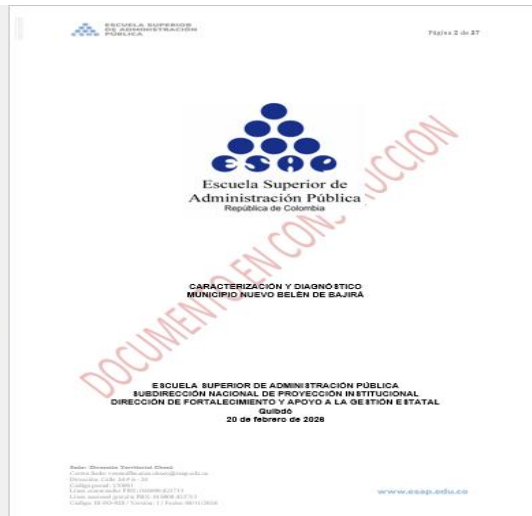 ESCUELA SUPERIOR
DE ADMINISTRACIÓN
PÚBLICA
Página 2 de 27
ESAP
Escuela Superior de
Administración Pública
República de Colombia
DOCUMENTO EN CONSTRUCCION
CARACTERIZACIÓN Y DIAGNÓSTICO
MUNICIPIO NUEVO BELÉN DE BAJIRÁ
ESCUELA SUPERIOR DE ADMINISTRACIÓN PÚBLICA
SUBDIRECCIÓN NACIONAL DE PROYECCIÓN INSTITUCIONAL
DIRECCIÓN DE FORTALECIMIENTO Y APOYO A LA GESTIÓN ESTATAL
Quibdó
20 de febrero de 2026
Sede: Dirección Territorial Chocó
www.esap.edu.co